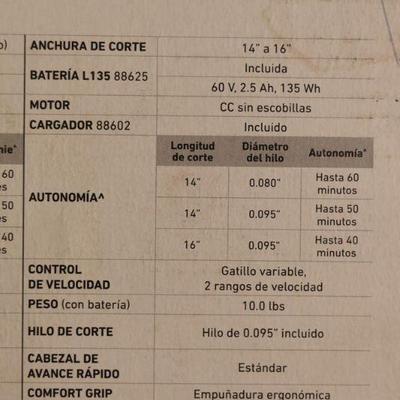 o)
ANCHURA DE CORTE 14" a 16"
BATERÍA L135 88625 Incluida
60 V, 2.5 Ah, 135 Wh
MOTOR CC sin escobillas
CARGADOR 88602 Incluido
Longitud de corte Diámetro del hilo Autonomía^
AUTONOMÍA^
14" 0.080" Hasta 60 minutos
14" 0.095" Hasta 50 minutos
16" 0.095" Hasta 40 minutos
CONTROL DE VELOCIDAD Gatillo variable,
2 rangos de velocidad
PESO (con batería) 10.0 lbs
HILO DE CORTE Hilo de 0.095" incluido
CABEZAL DE AVANCE RÁPIDO Estándar
COMFORT GRIP Empuñadura ergonómica